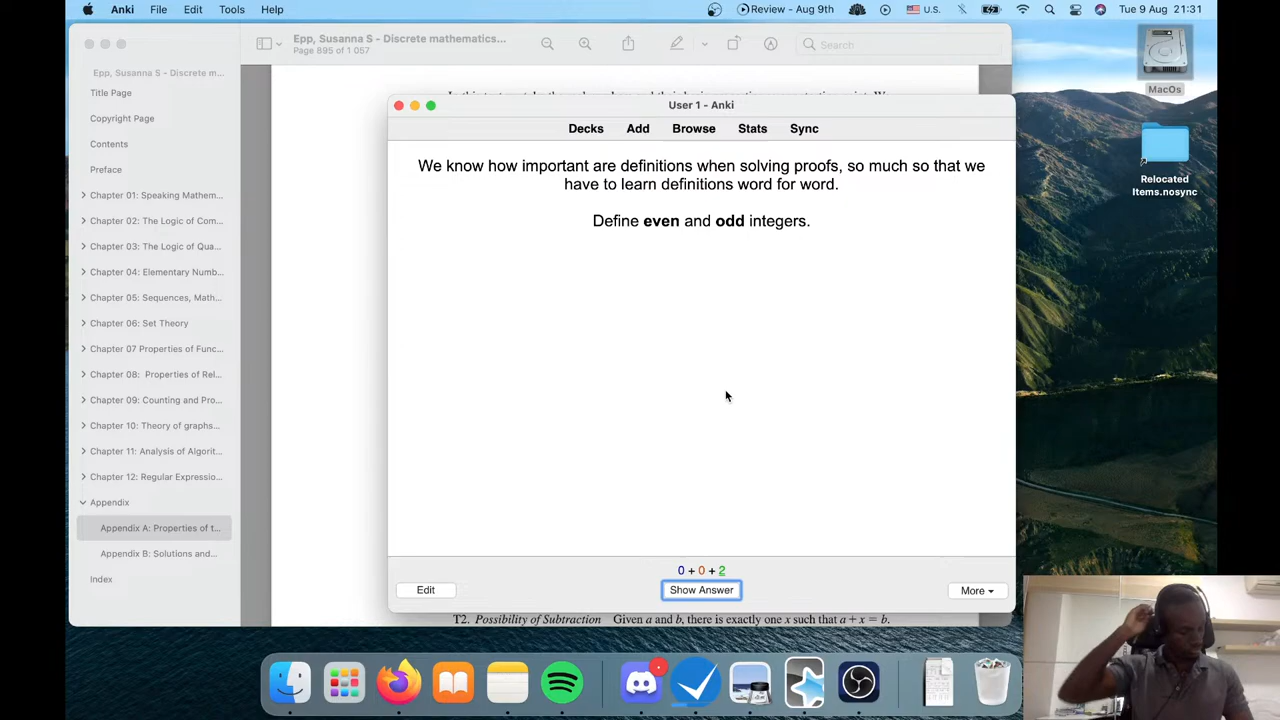 Anki File Edit Tools Help
Review - Aug 9th U.S. Tue 9 Aug 21:31
Epp, Susanna S - Discrete mathematics...
Page 895 of 1 057
Search
Epp, Susanna S - Discrete m...
Title Page
Copyright Page
Contents
Preface
Chapter 01: Speaking Mathem...
Chapter 02: The Logic of Com...
Chapter 03: The Logic of Qua...
Chapter 04: Elementary Numb...
Chapter 05: Sequences, Math...
Chapter 06: Set Theory
Chapter 07 Properties of Func...
Chapter 08: Properties of Rel...
Chapter 09: Counting and Pro...
Chapter 10: Theory of graphs...
Chapter 11: Analysis of Algorit...
Chapter 12: Regular Expressio...
Appendix
Appendix A: Properties of t...
Appendix B: Solutions and...
Index
User 1 - Anki
Decks Add Browse Stats Sync
We know how important are definitions when solving proofs, so much so that we
have to learn definitions word for word.
Define even and odd integers.
0 + 0 + 2
Edit Show Answer More
T2. Possibility of Subtraction Given a and b, there is exactly one x such that a + x = b.
MacOs
Relocated
Items.nosync